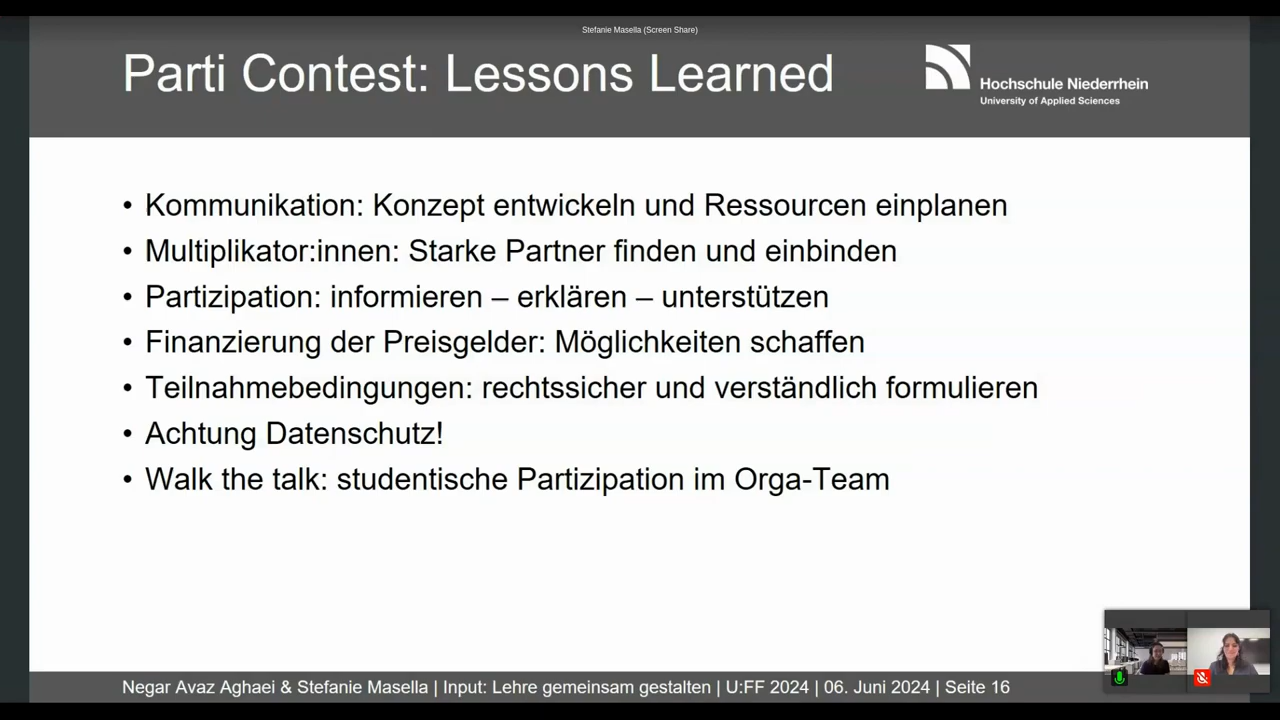 Stefanie Masella (Screen Share)
Parti Contest: Lessons Learned
Hochschule Niederrhein
University of Applied Sciences
• Kommunikation: Konzept entwickeln und Ressourcen einplanen
• Multiplikator:innen: Starke Partner finden und einbinden
• Partizipation: informieren – erklären – unterstützen
• Finanzierung der Preisgelder: Möglichkeiten schaffen
• Teilnahmebedingungen: rechtssicher und verständlich formulieren
• Achtung Datenschutz!
• Walk the talk: studentische Partizipation im Orga-Team
Negar Avaz Aghaei & Stefanie Masella | Input: Lehre gemeinsam gestalten | U:FF 2024 | 06. Juni 2024 | Seite 16